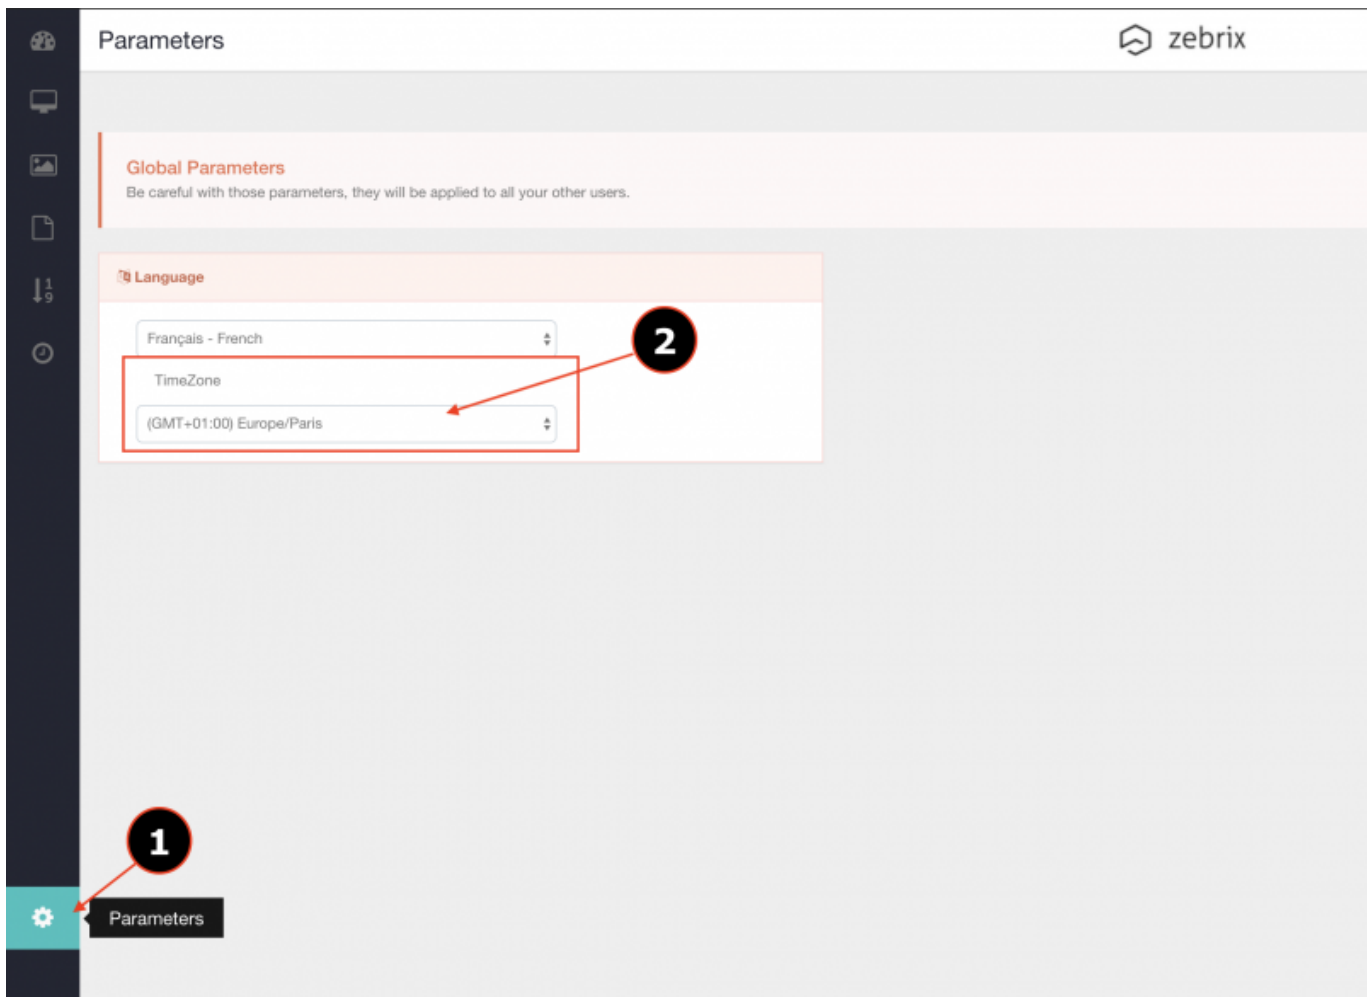 Parameters
zebrix
Global Parameters
Be careful with those parameters, they will be applied to all your other users.
Language
Français - French
2
TimeZone
(GMT+01:00) Europe/Paris
1
Parameters